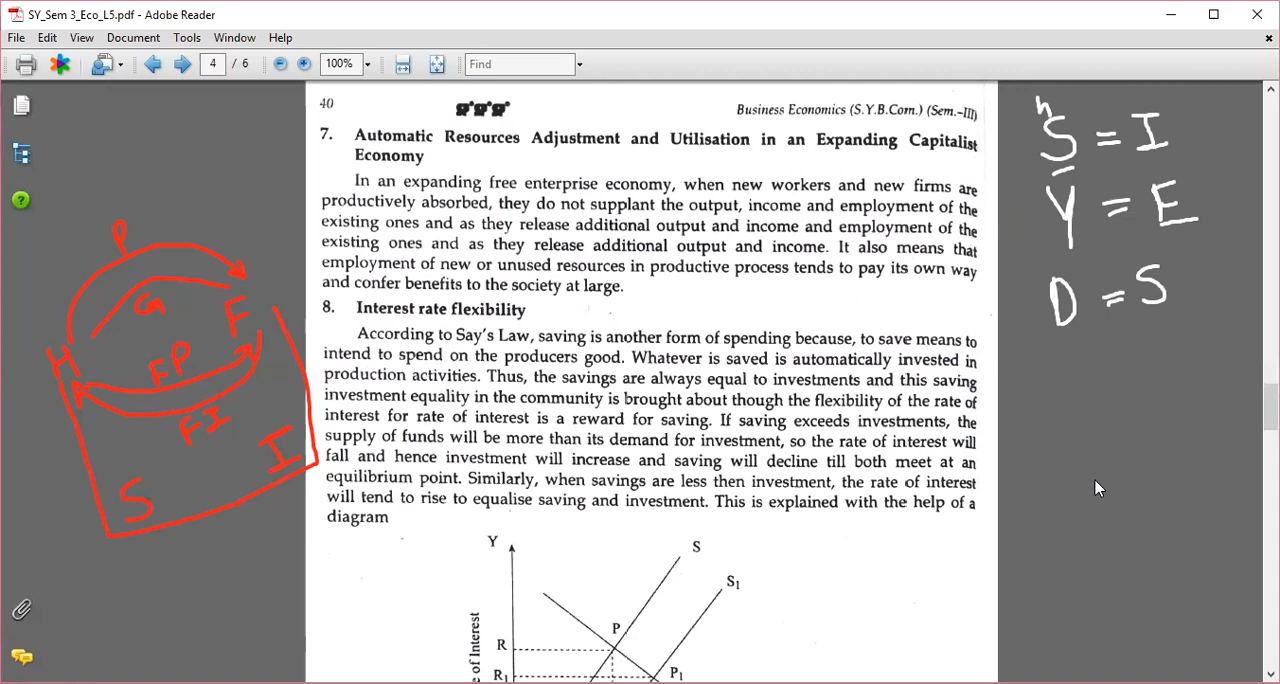 SY_Sem 3_Eco_L5.pdf - Adobe Reader
File Edit View Document Tools Window Help
4 / 6 100% Find
40 Business Economics (S.Y.B.Com.) (Sem.-III)
7. Automatic Resources Adjustment and Utilisation in an Expanding Capitalist
Economy
In an expanding free enterprise economy, when new workers and new firms are
productively absorbed, they do not supplant the output, income and employment of the
existing ones and as they release additional output and income and employment of the
existing ones and as they release additional output and income. It also means that
employment of new or unused resources in productive process tends to pay its own way
and confer benefits to the society at large.
8. Interest rate flexibility
According to Say's Law, saving is another form of spending because, to save means to
intend to spend on the producers good. Whatever is saved is automatically invested in
production activities. Thus, the savings are always equal to investments and this saving
investment equality in the community is brought about though the flexibility of the rate of
interest for rate of interest is a reward for saving. If saving exceeds investments, the
supply of funds will be more than its demand for investment, so the rate of interest will
fall and hence investment will increase and saving will decline till both meet at an
equilibrium point. Similarly, when savings are less then investment, the rate of interest
will tend to rise to equalise saving and investment. This is explained with the help of a
diagram
Y
S
S1
P
R
R1
P1
e of Interest
P
G
F
H
FP
FI
I
S
h
S = I
Y = E
D = S